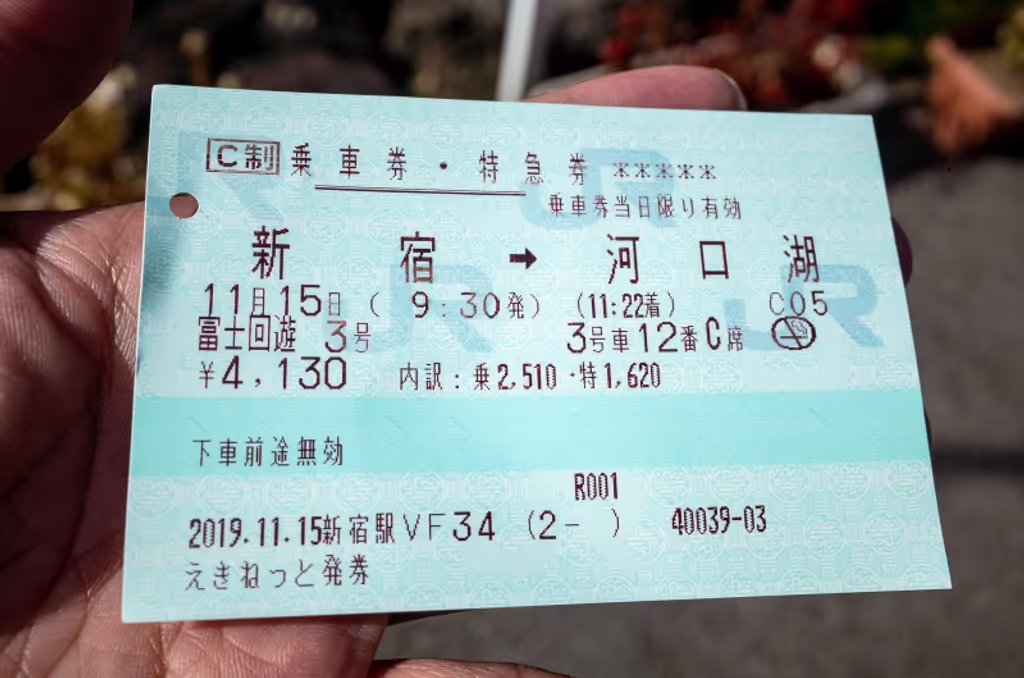 C制 乗車券・特急券 *****
乗車券当日限り有効
新宿 ➡ 河口湖
11月15日 ( 9:30発) (11:22着) C05
富士回遊 3号 3号車12番C席
¥4,130 内訳:乗2,510・特1,620
下車前途無効
R001
2019.11.15新宿駅VF34 (2- ) 40039-03
えきねっと発券